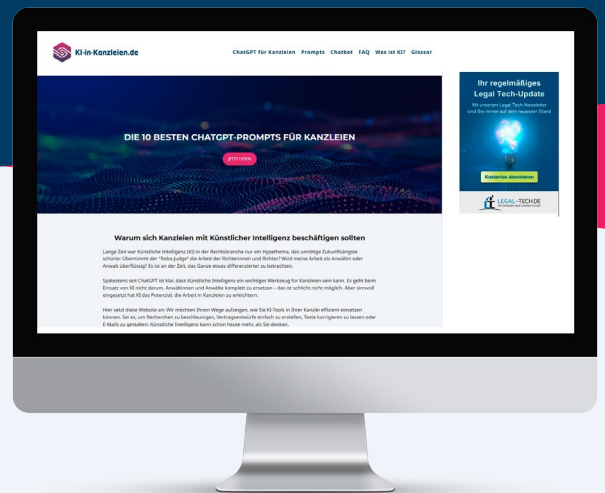 KI-in-Kanzleien.de
ChatGPT für Kanzleien Prompts Chatbot FAQ Was ist KI? Glossar
DIE 10 BESTEN CHATGPT-PROMPTS FÜR KANZLEIEN
JETZT LESEN
Ihr regelmäßiges
Legal Tech-Update
Mit unserem Legal Tech-Newsletter
sind Sie immer auf dem neuesten Stand
Kostenlos abonnieren
LEGAL-TECH.DE
Warum sich Kanzleien mit Künstlicher Intelligenz beschäftigen sollten
Lange Zeit war Künstliche Intelligenz (KI) in der Rechtsbranche nur ein Hypethema, das unnötige Zukunftsängste
schürte: Übernimmt der "Robo-Judge" die Arbeit der Richterinnen und Richter? Wird meine Arbeit als Anwältin oder
Anwalt überflüssig? Es ist an der Zeit, das Ganze etwas differenzierter zu betrachten.
Spätestens seit ChatGPT ist klar, dass Künstliche Intelligenz ein wichtiges Werkzeug für Kanzleien sein kann. Es geht beim
Einsatz von KI nicht darum, Anwältinnen und Anwälte komplett zu ersetzen – das ist schlicht nicht möglich. Aber sinnvoll
eingesetzt hat KI das Potenzial, die Arbeit in Kanzleien zu erleichtern.
Hier setzt diese Website an: Wir möchten Ihnen Wege aufzeigen, wie Sie KI-Tools in Ihrer Kanzlei effizient einsetzen
können. Sei es, um Recherchen zu beschleunigen, Vertragsentwürfe einfach zu erstellen, Texte korrigieren zu lassen oder
E-Mails zu gestalten: Künstliche Intelligenz kann schon heute mehr als Sie denken.